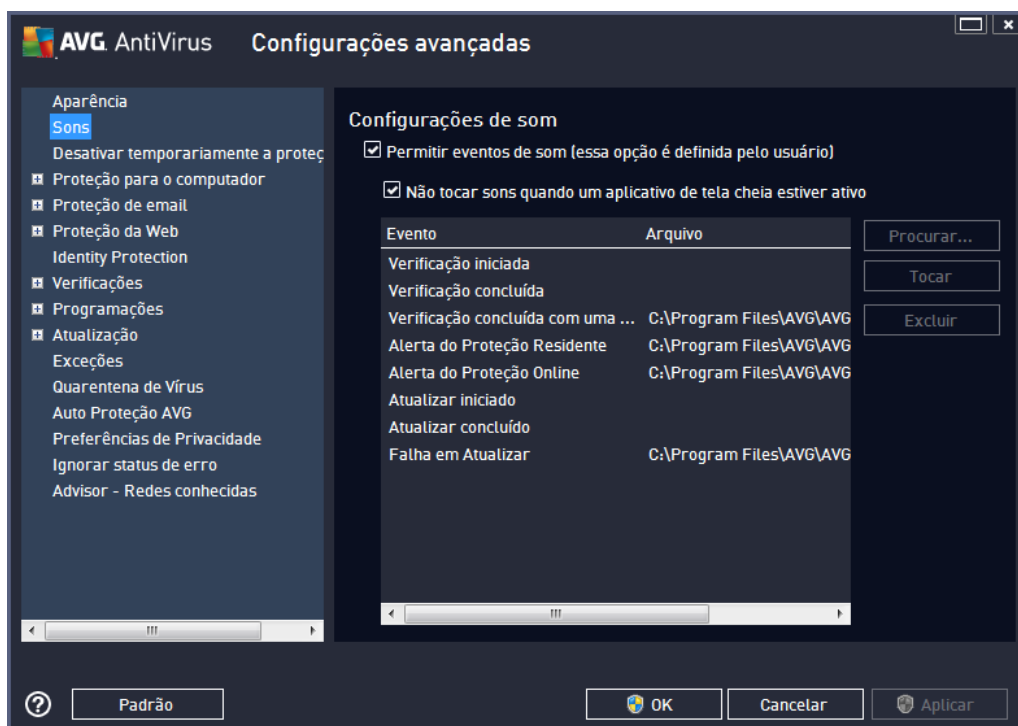 AVG AntiVirus Configurações avançadas
Aparência
Sons
Desativar temporariamente a proteç
Proteção para o computador
Proteção de email
Proteção da Web
Identity Protection
Verificações
Programações
Atualização
Exceções
Quarentena de Vírus
Auto Proteção AVG
Preferências de Privacidade
Ignorar status de erro
Advisor - Redes conhecidas
Configurações de som
Permitir eventos de som (essa opção é definida pelo usuário)
Não tocar sons quando um aplicativo de tela cheia estiver ativo
Evento Arquivo
Verificação iniciada
Verificação concluída
Verificação concluída com uma ... C:\Program Files\AVG\AVG
Alerta do Proteção Residente C:\Program Files\AVG\AVG
Alerta do Proteção Online C:\Program Files\AVG\AVG
Atualizar iniciado
Atualizar concluído
Falha em Atualizar C:\Program Files\AVG\AVG
Procurar...
Tocar
Excluir
Padrão OK Cancelar Aplicar